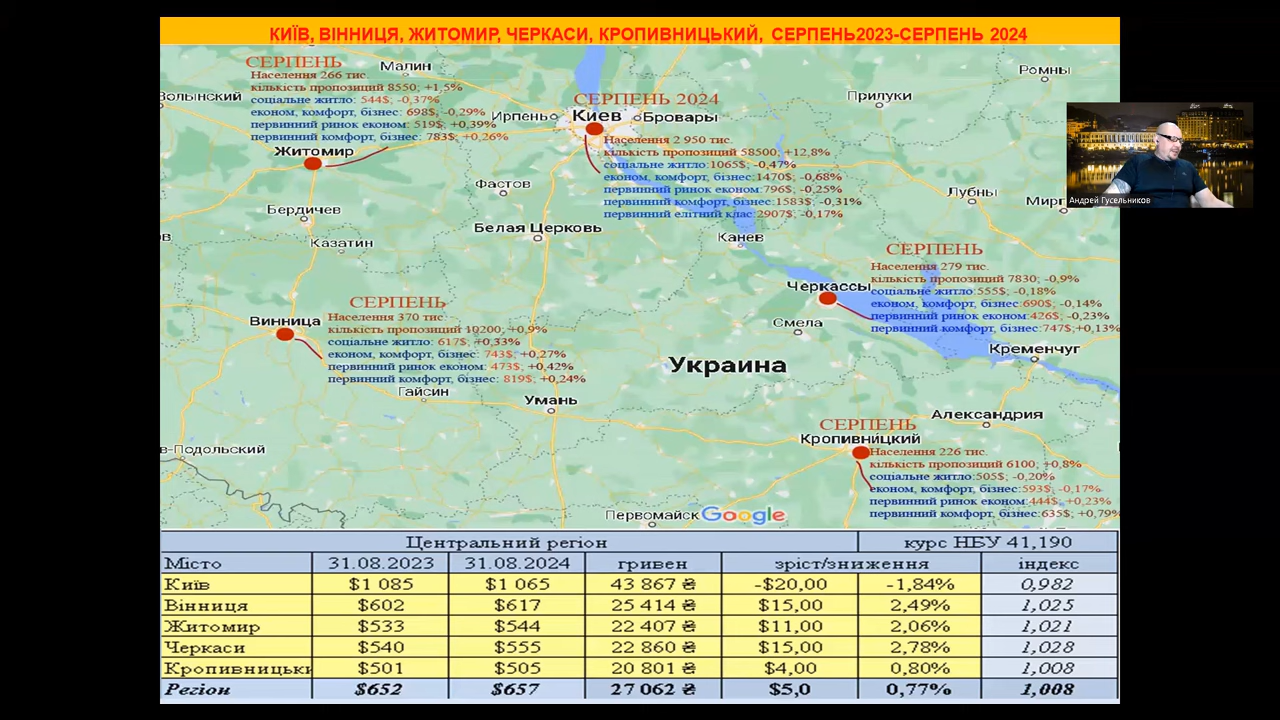 КИЇВ, ВІННИЦЯ, ЖИТОМИР, ЧЕРКАСИ, КРОПИВНИЦЬКИЙ, СЕРПЕНЬ2023-СЕРПЕНЬ 2024
СЕРПЕНЬ
Населення 266 тис.
кількість пропозицій 8550; +1,5%
соціальне житло: 544$; -0,37%
економ, комфорт, бізнес: 698$; -0,29%
первинний ринок економ: 519$; +0,39%
первинний комфорт, бізнес: 783$; +0,26%
Житомир
Малин
Волынский
Ирпень
СЕРПЕНЬ 2024
Киев
Бровары
Населення 2 950 тис.
кількість пропозицій 58500; +12,8%
соціальне житло:1065$; -0,47%
економ, комфорт, бізнес:1470$; -0,68%
первинний ринок економ:796$; -0,25%
первинний комфорт, бізнес:1583$; -0,31%
первинний елітний клас:2907$; -0,17%
Прилуки
Ромны
Андрей Гусельников
Фастов
Лубны
Мирг
Бердичев
Белая Церковь
Казатин
Канев
ов
СЕРПЕНЬ
Населення 279 тис.
кількість пропозицій 7830; -0,9%
соціальне житло:555$; -0,18%
економ, комфорт, бізнес:690$; -0,14%
первинний ринок економ:426$; -0,23%
первинний комфорт, бізнес:747$;+0,13%
Черкассы
Смела
Кременчуг
СЕРПЕНЬ
Винница
Населення 370 тис.
кількість пропозицій 10200; +0,9%
соціальне житло: 617$; +0,33%
економ, комфорт, бізнес: 743$; +0,27%
первинний ринок економ: 473$; +0,42%
первинний комфорт, бізнес: 819$; +0,24%
Украина
Гайсин
Умань
Александрия
СЕРПЕНЬ
Кропивницкий
Населення 226 тис.
кількість пропозицій 6100; +0,8%
соціальне житло:505$; -0,20%
економ, комфорт, бізнес:593$; -0,17%
первинний ринок економ:444$; +0,23%
первинний комфорт, бізнес:635$; +0,79%
в-Подольский
Первомайск
Google
Центральний регіон курс НБУ 41,190
Місто 31.08.2023 31.08.2024 гривен зріст/зниження індекс
Київ $1 085 $1 065 43 867 ₴ -$20,00 -1,84% 0,982
Вінниця $602 $617 25 414 ₴ $15,00 2,49% 1,025
Житомир $533 $544 22 407 ₴ $11,00 2,06% 1,021
Черкаси $540 $555 22 860 ₴ $15,00 2,78% 1,028
Кропивницьки $501 $505 20 801 ₴ $4,00 0,80% 1,008
Регіон $652 $657 27 062 ₴ $5,0 0,77% 1,008